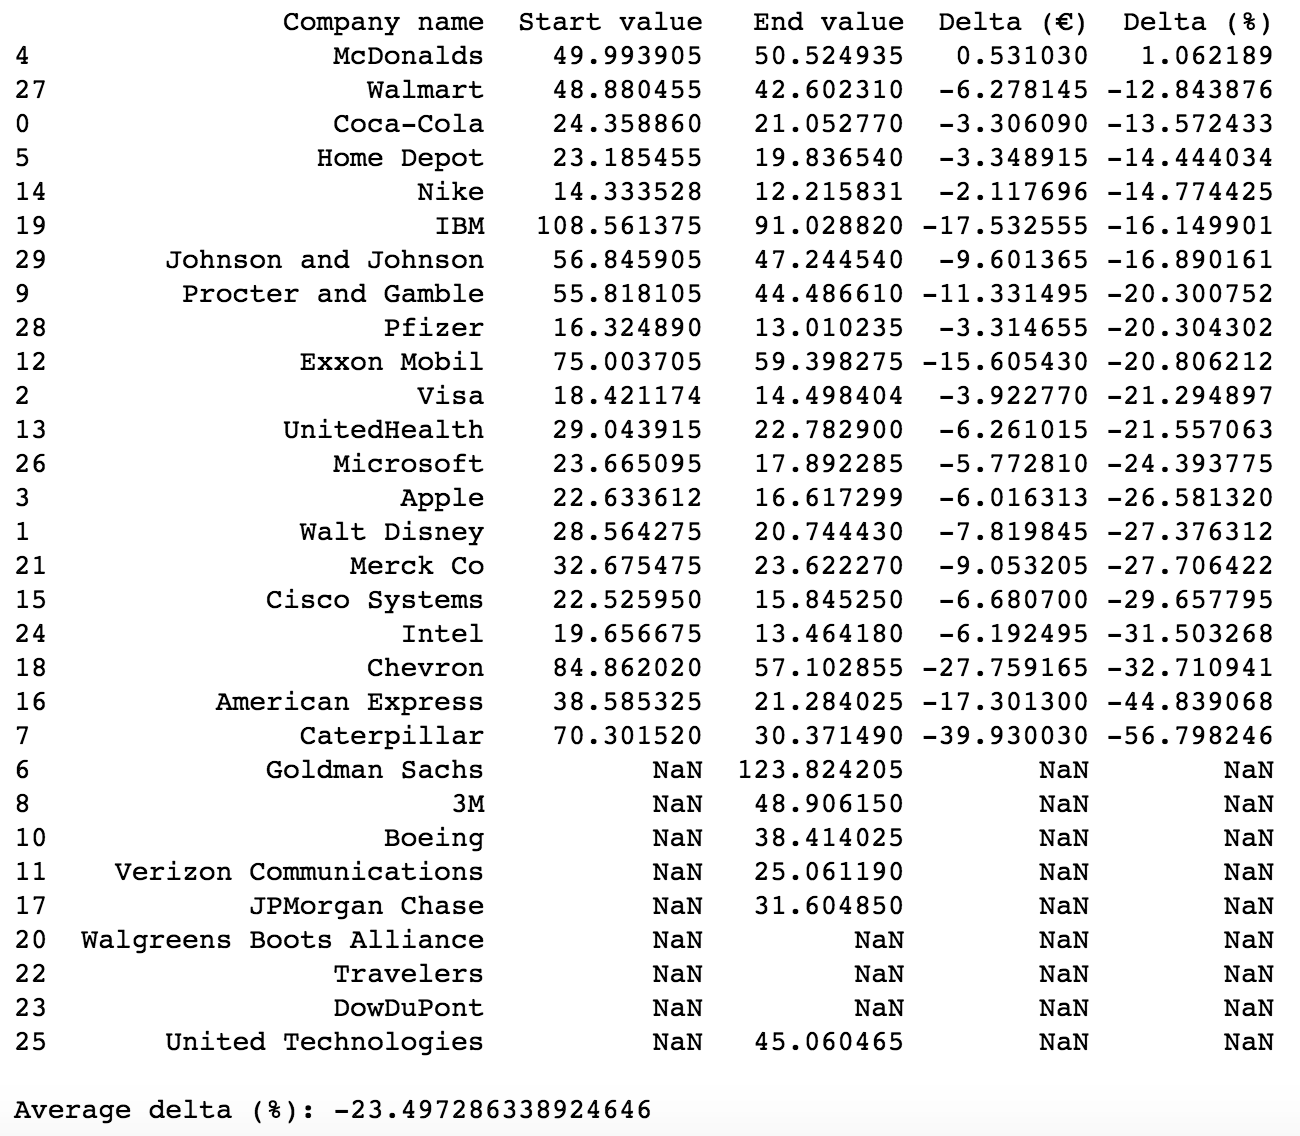 Company name Start value End value Delta (€) Delta (%)
4 McDonalds 49.993905 50.524935 0.531030 1.062189
27 Walmart 48.880455 42.602310 -6.278145 -12.843876
0 Coca-Cola 24.358860 21.052770 -3.306090 -13.572433
5 Home Depot 23.185455 19.836540 -3.348915 -14.444034
14 Nike 14.333528 12.215831 -2.117696 -14.774425
19 IBM 108.561375 91.028820 -17.532555 -16.149901
29 Johnson and Johnson 56.845905 47.244540 -9.601365 -16.890161
9 Procter and Gamble 55.818105 44.486610 -11.331495 -20.300752
28 Pfizer 16.324890 13.010235 -3.314655 -20.304302
12 Exxon Mobil 75.003705 59.398275 -15.605430 -20.806212
2 Visa 18.421174 14.498404 -3.922770 -21.294897
13 UnitedHealth 29.043915 22.782900 -6.261015 -21.557063
26 Microsoft 23.665095 17.892285 -5.772810 -24.393775
3 Apple 22.633612 16.617299 -6.016313 -26.581320
1 Walt Disney 28.564275 20.744430 -7.819845 -27.376312
21 Merck Co 32.675475 23.622270 -9.053205 -27.706422
15 Cisco Systems 22.525950 15.845250 -6.680700 -29.657795
24 Intel 19.656675 13.464180 -6.192495 -31.503268
18 Chevron 84.862020 57.102855 -27.759165 -32.710941
16 American Express 38.585325 21.284025 -17.301300 -44.839068
7 Caterpillar 70.301520 30.371490 -39.930030 -56.798246
6 Goldman Sachs NaN 123.824205 NaN NaN
8 3M NaN 48.906150 NaN NaN
10 Boeing NaN 38.414025 NaN NaN
11 Verizon Communications NaN 25.061190 NaN NaN
17 JPMorgan Chase NaN 31.604850 NaN NaN
20 Walgreens Boots Alliance NaN NaN NaN NaN
22 Travelers NaN NaN NaN NaN
23 DowDuPont NaN NaN NaN NaN
25 United Technologies NaN 45.060465 NaN NaN
Average delta (%): -23.497286338924646